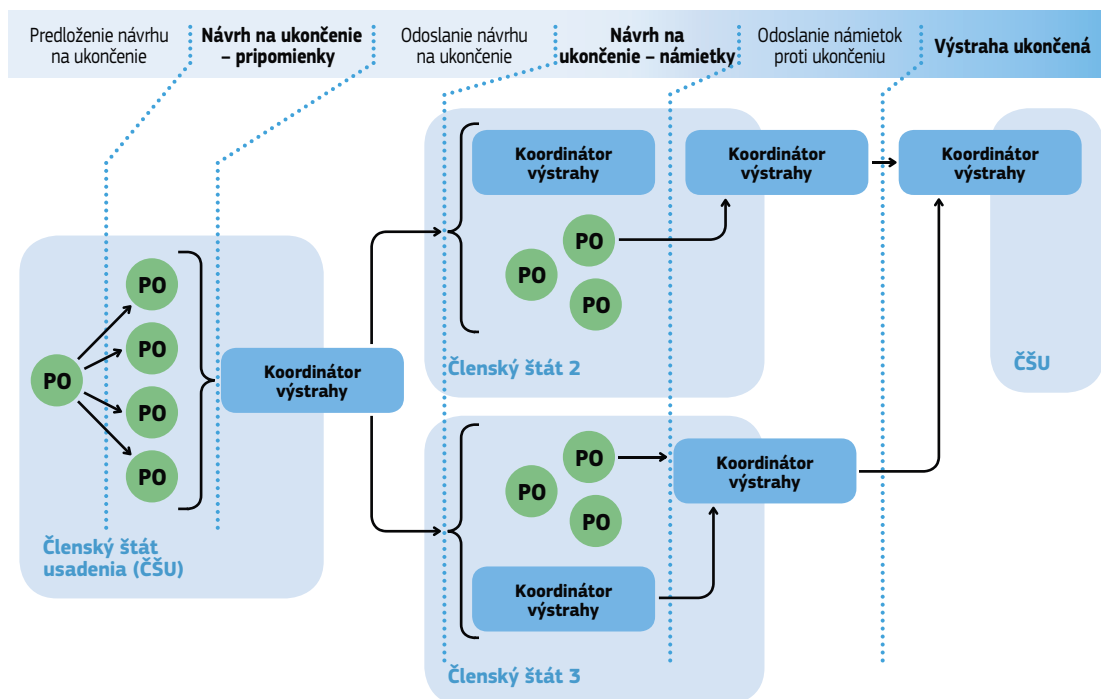 Predloženie návrhu
na ukončenie
Návrh na ukončenie
– pripomienky
Odoslanie návrhu
na ukončenie
Návrh na
ukončenie – námietky
Odoslanie námietok
proti ukončeniu
Výstraha ukončená
PO
PO
PO
PO
PO
Koordinátor
výstrahy
Členský štát
usadenia (ČŠU)
Koordinátor
výstrahy
PO
PO
PO
Členský štát 2
Koordinátor
výstrahy
Koordinátor
výstrahy
ČŠU
PO
PO
PO
Koordinátor
výstrahy
Koordinátor
výstrahy
Členský štát 3